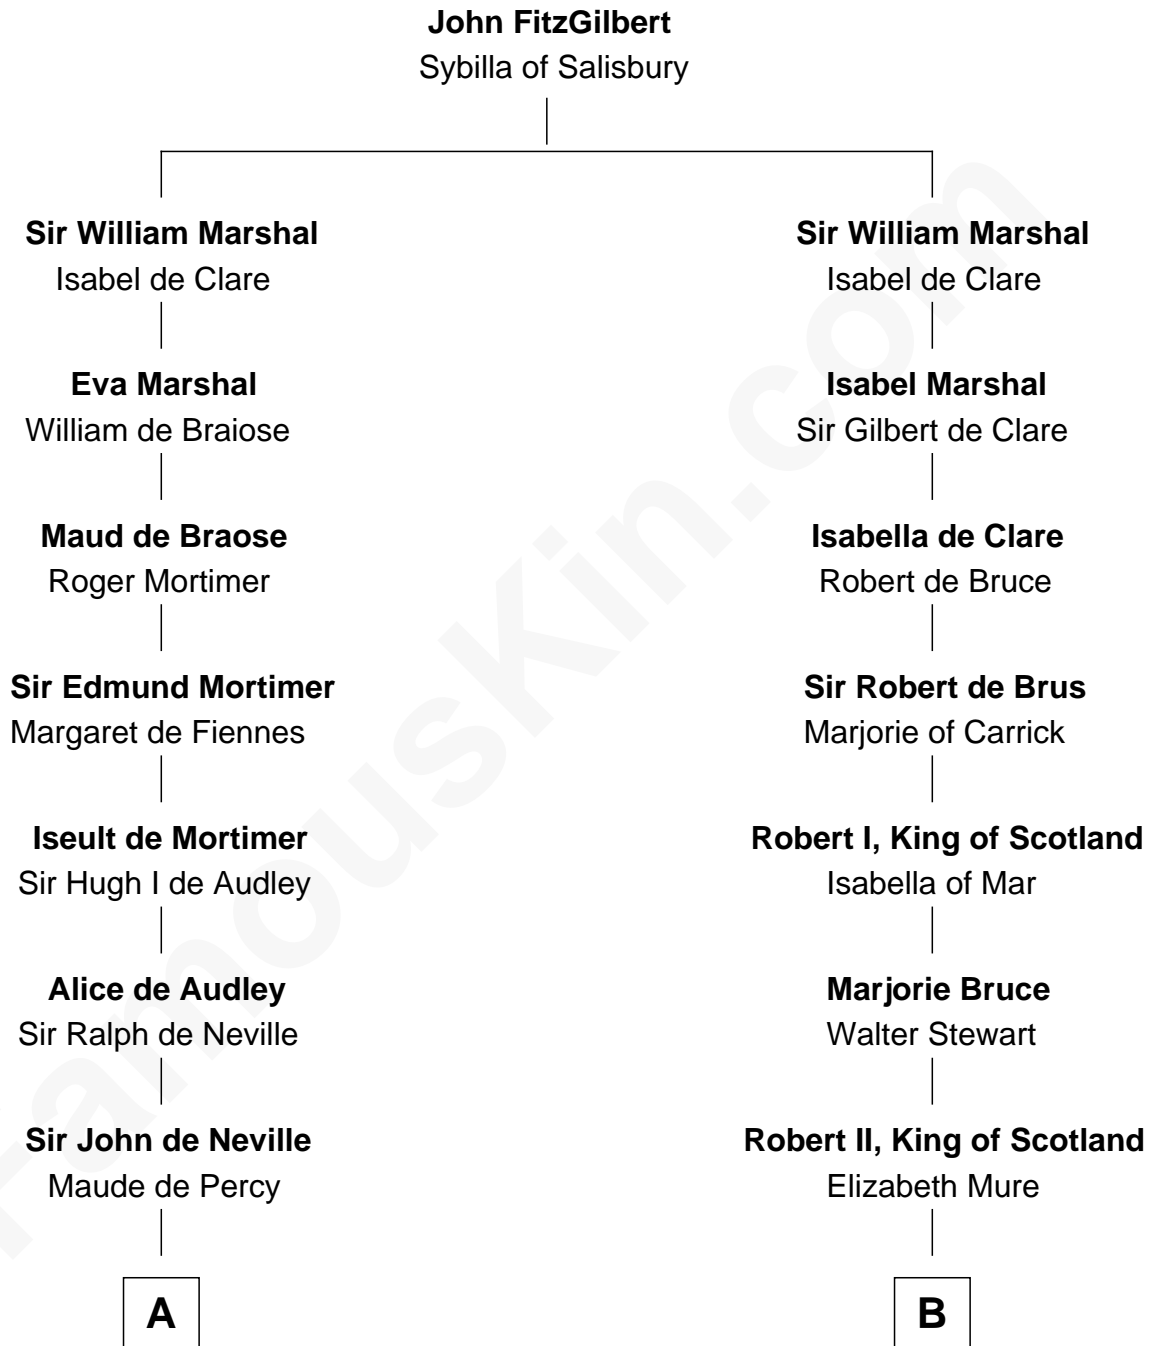 John FitzGilbert
Sybilla of Salisbury
Sir William Marshal
Isabel de Clare
Eva Marshal
William de Braiose
Maud de Braose
Roger Mortimer
Sir Edmund Mortimer
Margaret de Fiennes
Iseult de Mortimer
Sir Hugh I de Audley
Alice de Audley
Sir Ralph de Neville
Sir John de Neville
Maude de Percy
A
Sir William Marshal
Isabel de Clare
Isabel Marshal
Sir Gilbert de Clare
Isabella de Clare
Robert de Bruce
Sir Robert de Brus
Marjorie of Carrick
Robert I, King of Scotland
Isabella of Mar
Marjorie Bruce
Walter Stewart
Robert II, King of Scotland
Elizabeth Mure
B
FamousKin.com